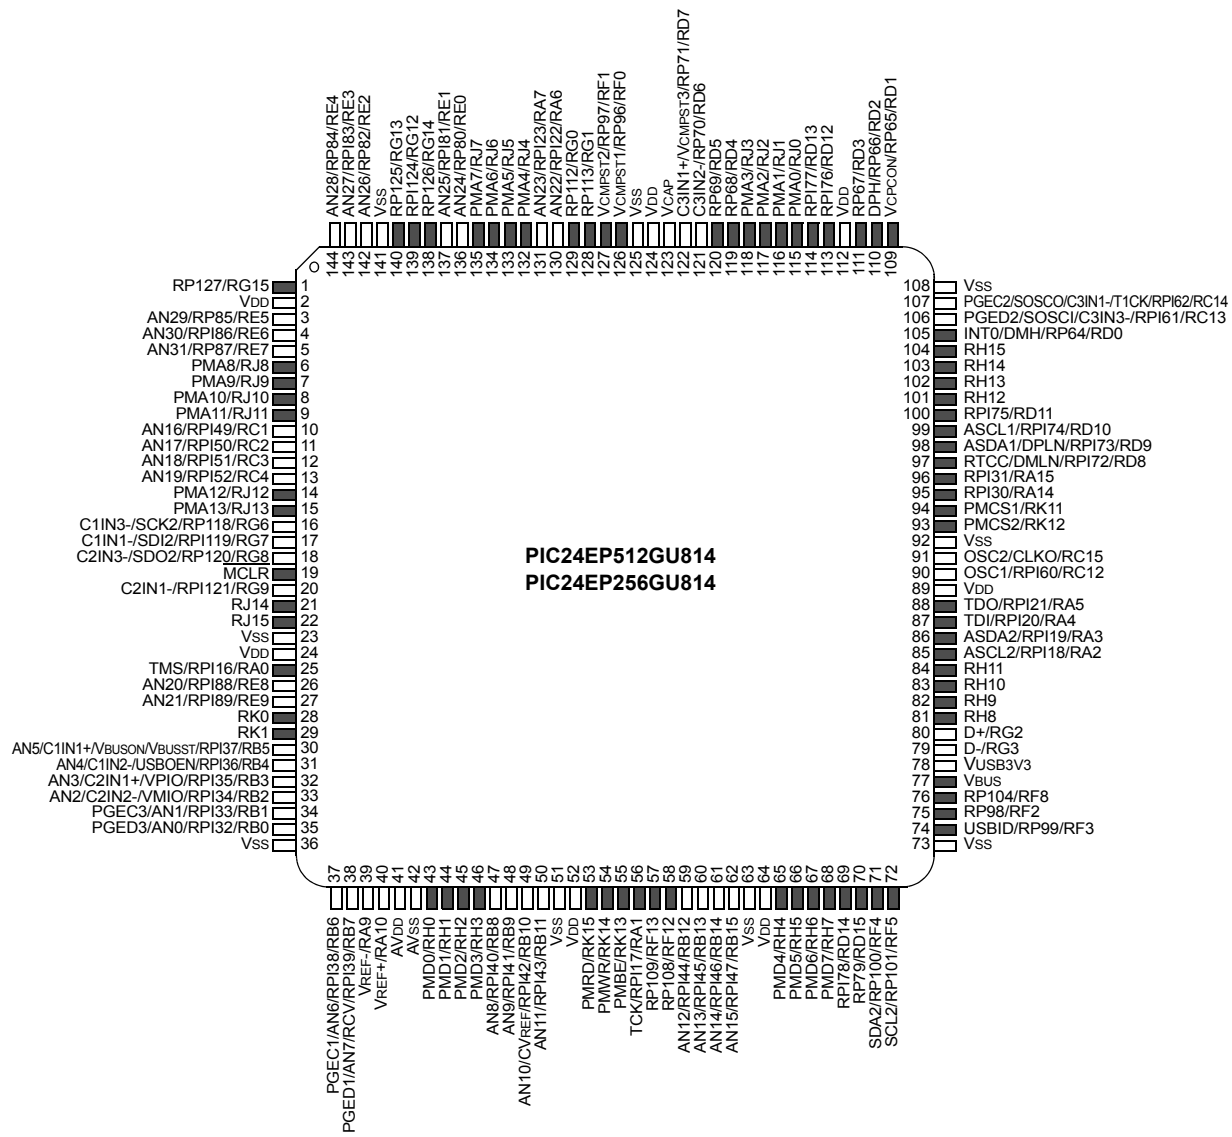 AN28/RP84/RE4
AN27/RPI83/RE3
AN26/RP82/RE2
VSS
RP125/RG13
RPI124/RG12
RP126/RG14
AN25/RPI81/RE1
AN24/RP80/RE0
PMA7/RJ7
PMA6/RJ6
PMA5/RJ5
PMA4/RJ4
AN23/RPI23/RA7
AN22/RPI22/RA6
RP112/RG0
RP113/RG1
VCMPST2/RP97/RF1
VCMPST1/RP96/RF0
VSS
VDD
VCAP
C3IN1+/VCMPST3/RP71/RD7
C3IN2-/RP70/RD6
RP69/RD5
RP68/RD4
PMA3/RJ3
PMA2/RJ2
PMA1/RJ1
PMA0/RJ0
RPI77/RD13
RPI76/RD12
VDD
RP67/RD3
DPH/RP66/RD2
VCPCON/RP65/RD1
144
143
142
141
140
139
138
137
136
135
134
133
132
131
130
129
128
127
126
125
124
123
122
121
120
119
118
117
116
115
114
113
112
111
110
109
RP127/RG15 1
VDD 2
AN29/RP85/RE5 3
AN30/RPI86/RE6 4
AN31/RP87/RE7 5
PMA8/RJ8 6
PMA9/RJ9 7
PMA10/RJ10 8
PMA11/RJ11 9
AN16/RPI49/RC1 10
AN17/RPI50/RC2 11
AN18/RPI51/RC3 12
AN19/RPI52/RC4 13
PMA12/RJ12 14
PMA13/RJ13 15
C1IN3-/SCK2/RP118/RG6 16
C1IN1-/SDI2/RPI119/RG7 17
C2IN3-/SDO2/RP120/RG8 18
MCLR 19
C2IN1-/RPI121/RG9 20
RJ14 21
RJ15 22
VSS 23
VDD 24
TMS/RPI16/RA0 25
AN20/RPI88/RE8 26
AN21/RPI89/RE9 27
RK0 28
RK1 29
AN5/C1IN1+/VBUSON/VBUSST/RPI37/RB5 30
AN4/C1IN2-/USBOEN/RPI36/RB4 31
AN3/C2IN1+/VPIO/RPI35/RB3 32
AN2/C2IN2-/VMIO/RPI34/RB2 33
PGEC3/AN1/RPI33/RB1 34
PGED3/AN0/RPI32/RB0 35
VSS 36
PIC24EP512GU814
PIC24EP256GU814
108 VSS
107 PGEC2/SOSCO/C3IN1-/T1CK/RPI62/RC14
106 PGED2/SOSCI/C3IN3-/RPI61/RC13
105 INT0/DMH/RP64/RD0
104 RH15
103 RH14
102 RH13
101 RH12
100 RPI75/RD11
99 ASCL1/RPI74/RD10
98 ASDA1/DPLN/RPI73/RD9
97 RTCC/DMLN/RPI72/RD8
96 RPI31/RA15
95 RPI30/RA14
94 PMCS1/RK11
93 PMCS2/RK12
92 VSS
91 OSC2/CLKO/RC15
90 OSC1/RPI60/RC12
89 VDD
88 TDO/RPI21/RA5
87 TDI/RPI20/RA4
86 ASDA2/RPI19/RA3
85 ASCL2/RPI18/RA2
84 RH11
83 RH10
82 RH9
81 RH8
80 D+/RG2
79 D-/RG3
78 VUSB3V3
77 VBUS
76 RP104/RF8
75 RP98/RF2
74 USBID/RP99/RF3
73 VSS
37
38
39
40
41
42
43
44
45
46
47
48
49
50
51
52
53
54
55
56
57
58
59
60
61
62
63
64
65
66
67
68
69
70
71
72
PGEC1/AN6/RPI38/RB6
PGED1/AN7/RCV/RPI39/RB7
VREF-/RA9
VREF+/RA10
AVDD
AVSS
PMD0/RH0
PMD1/RH1
PMD2/RH2
PMD3/RH3
AN8/RPI40/RB8
AN9/RPI41/RB9
AN10/CVREF/RPI42/RB10
AN11/RPI43/RB11
VSS
VDD
PMRD/RK15
PMWR/RK14
PMBE/RK13
TCK/RPI17/RA1
RP109/RF13
RP108/RF12
AN12/RPI44/RB12
AN13/RPI45/RB13
AN14/RPI46/RB14
AN15/RPI47/RB15
VSS
VDD
PMD4/RH4
PMD5/RH5
PMD6/RH6
PMD7/RH7
RPI78/RD14
RP79/RD15
SDA2/RP100/RF4
SCL2/RP101/RF5